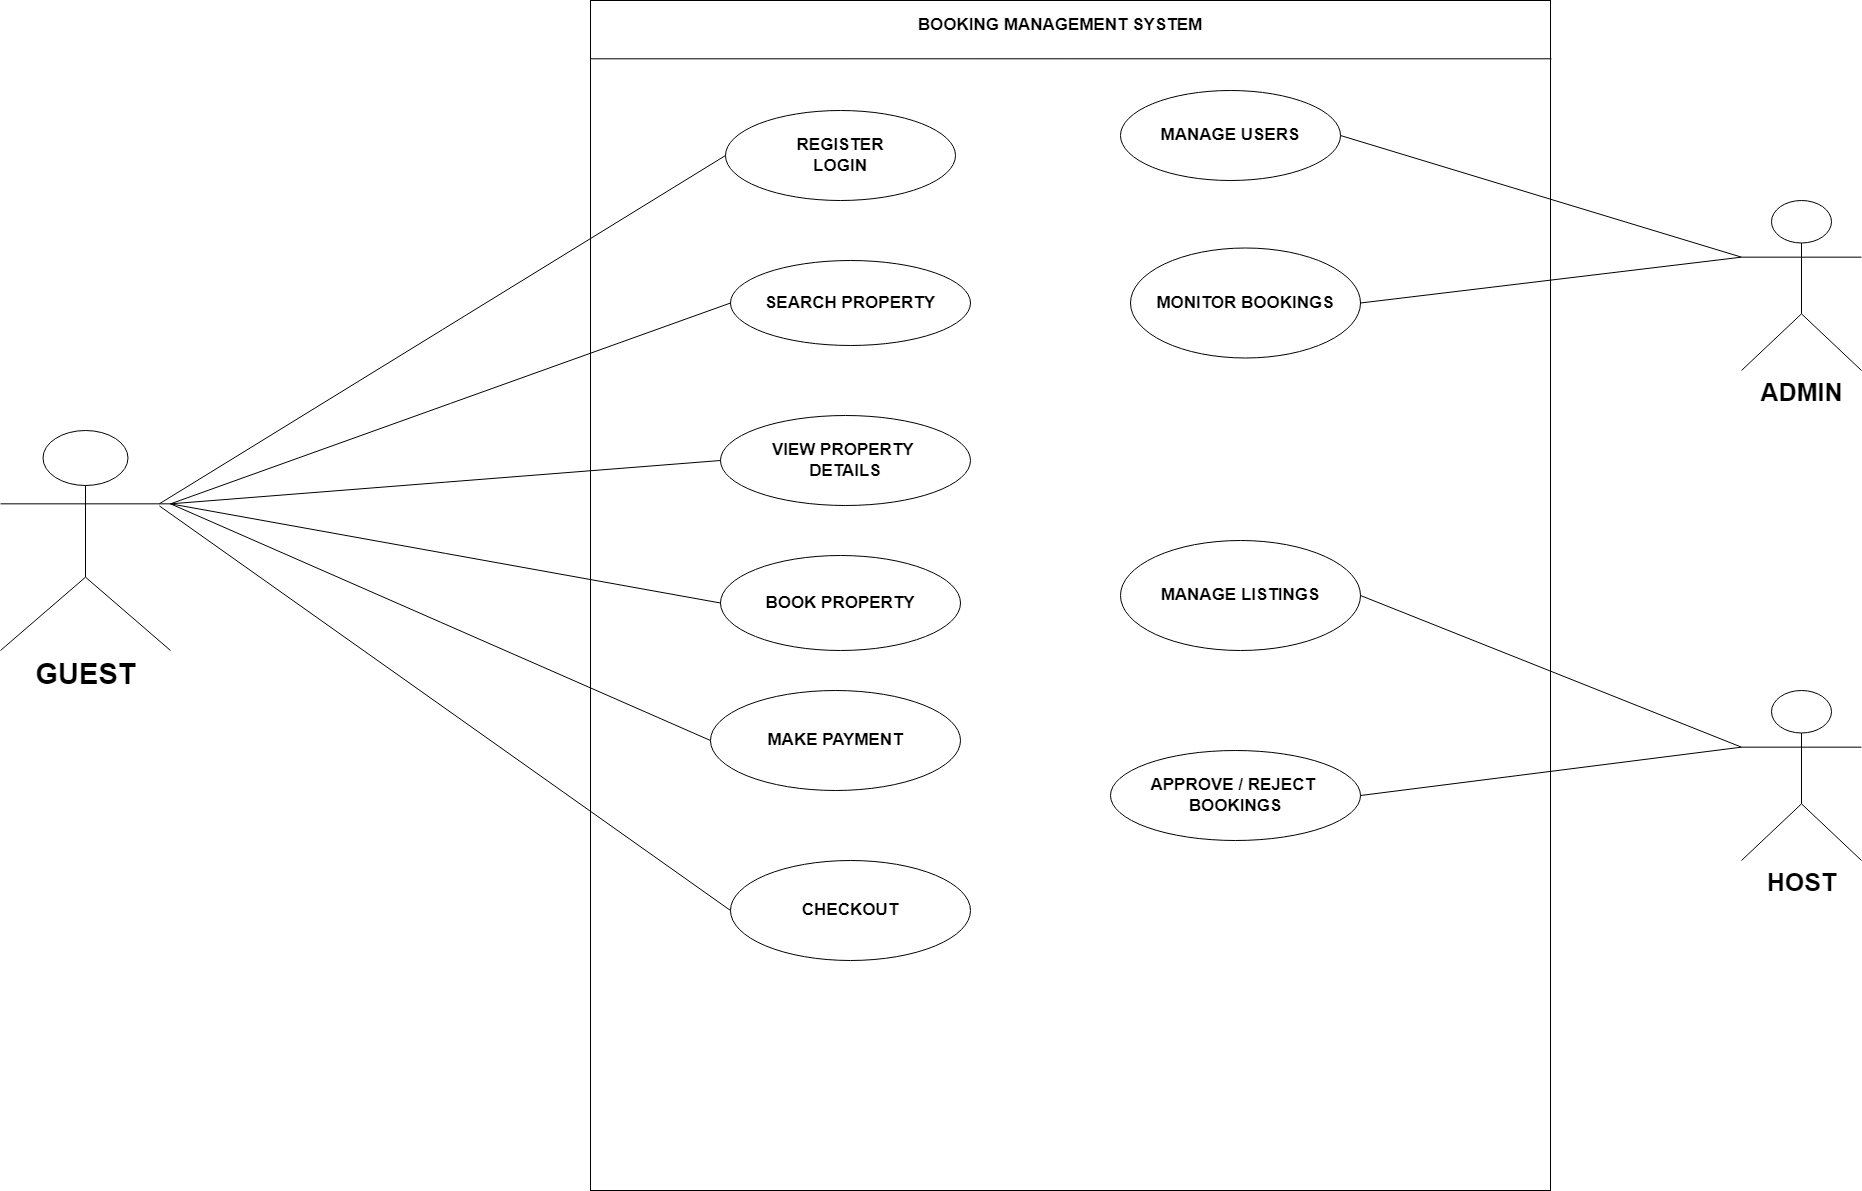 BOOKING MANAGEMENT SYSTEM
REGISTER
LOGIN
SEARCH PROPERTY
VIEW PROPERTY
DETAILS
BOOK PROPERTY
MAKE PAYMENT
CHECKOUT
MANAGE USERS
MONITOR BOOKINGS
MANAGE LISTINGS
APPROVE / REJECT
BOOKINGS
GUEST
ADMIN
HOST